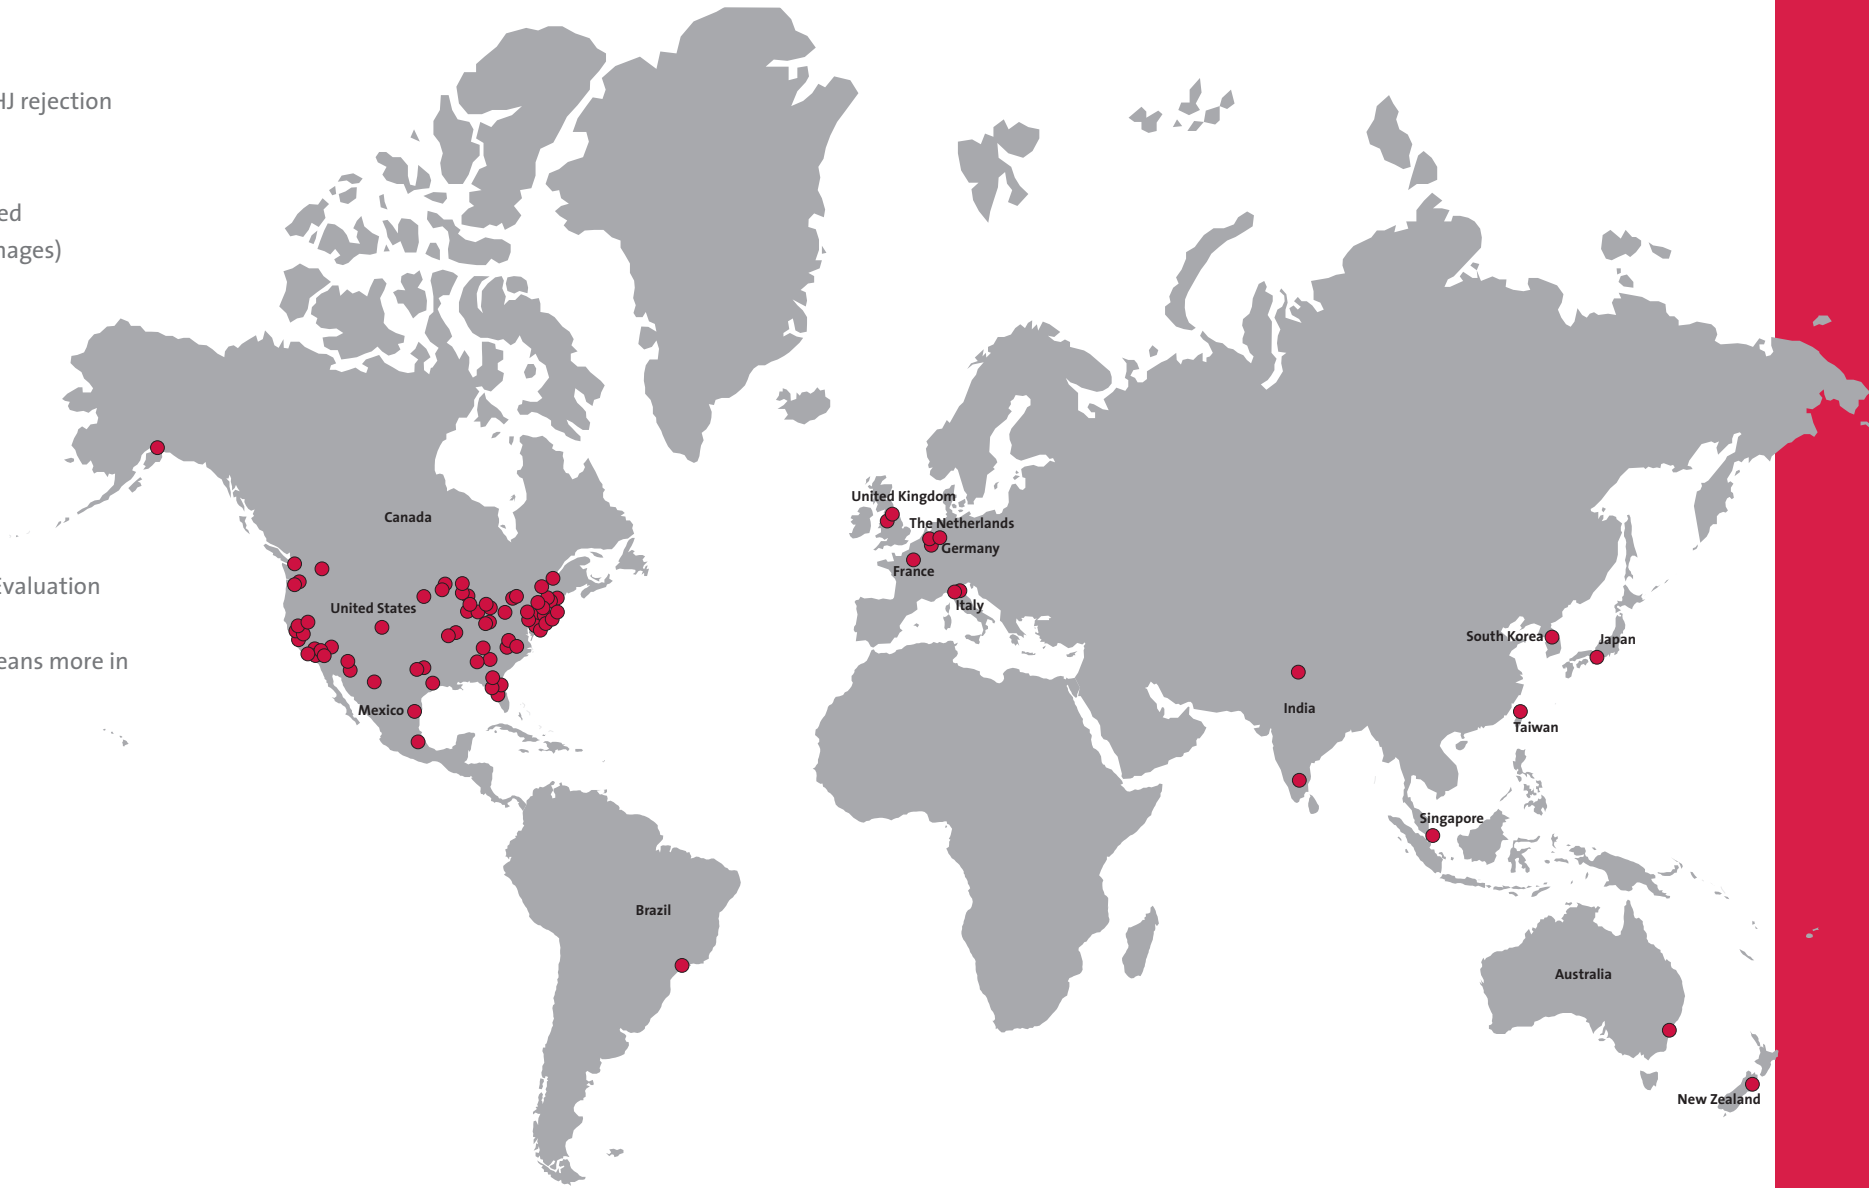 HJ rejection
ed
nages)
Evaluation
eans more in
Canada
United States
Mexico
Brazil
United Kingdom
The Netherlands
Germany
France
Italy
India
South Korea
Japan
Taiwan
Singapore
Australia
New Zealand